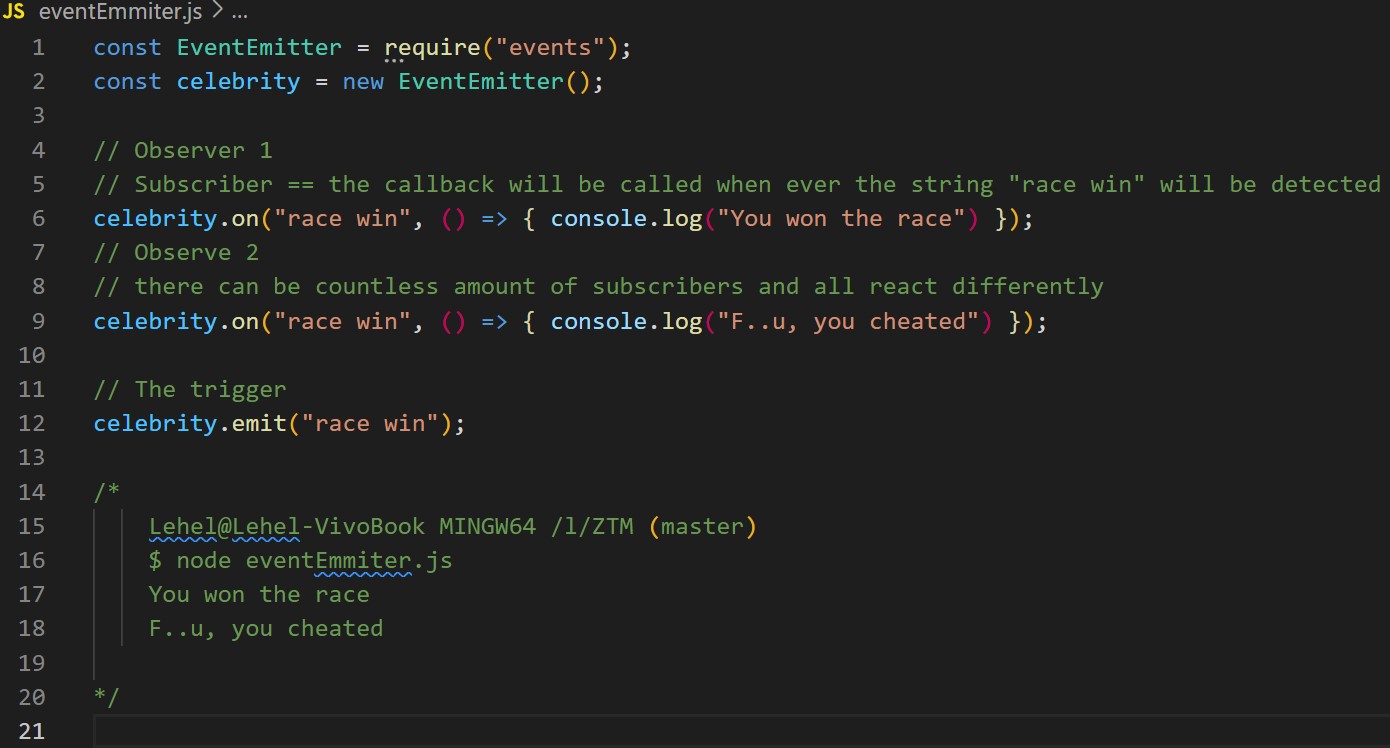 JS eventEmmiter.js > ...
1 const EventEmitter = require("events");
2 const celebrity = new EventEmitter();
3
4 // Observer 1
5 // Subscriber == the callback will be called when ever the string "race win" will be detected
6 celebrity.on("race win", () => { console.log("You won the race") });
7 // Observe 2
8 // there can be countless amount of subscribers and all react differently
9 celebrity.on("race win", () => { console.log("F..u, you cheated") });
10
11 // The trigger
12 celebrity.emit("race win");
13
14 /*
15 Lehel@Lehel-VivoBook MINGW64 /l/ZTM (master)
16 $ node eventEmmiter.js
17 You won the race
18 F..u, you cheated
19
20 */
21